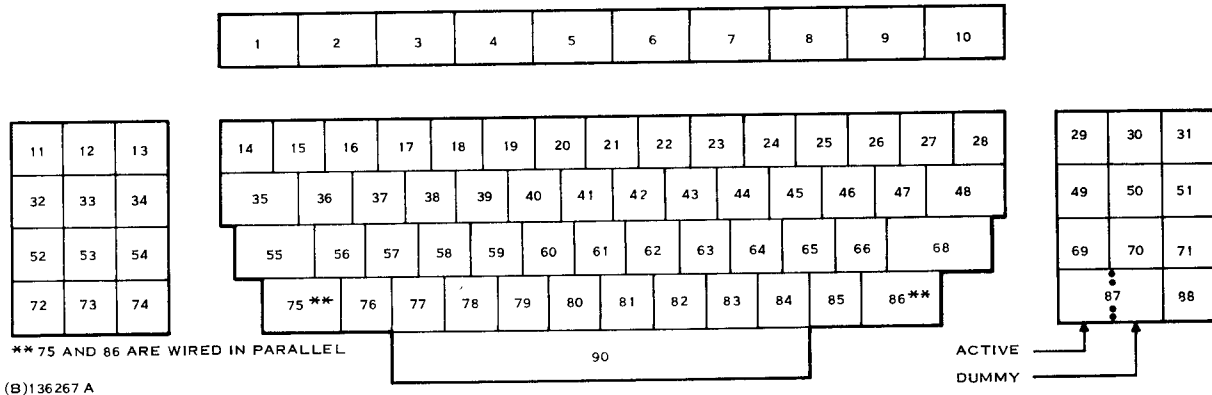 1 2 3 4 5 6 7 8 9 10
11 12 13 14 15 16 17 18 19 20 21 22 23 24 25 26 27 28 29 30 31
32 33 34 35 36 37 38 39 40 41 42 43 44 45 46 47 48 49 50 51
52 53 54 55 56 57 58 59 60 61 62 63 64 65 66 68 69 70 71
72 73 74 75** 76 77 78 79 80 81 82 83 84 85 86** 87 88
90
** 75 AND 86 ARE WIRED IN PARALLEL
ACTIVE
DUMMY
(B)136267 A